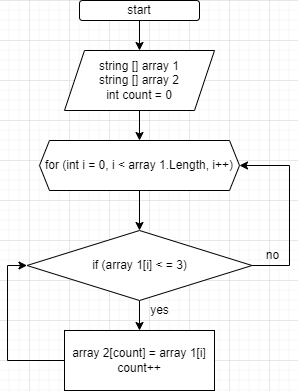 start
string [] array 1
string [] array 2
int count = 0
for (int i = 0, i < array 1.Length, i++)
no
if (array 1[i] < = 3)
yes
array 2[count] = array 1[i]
count++